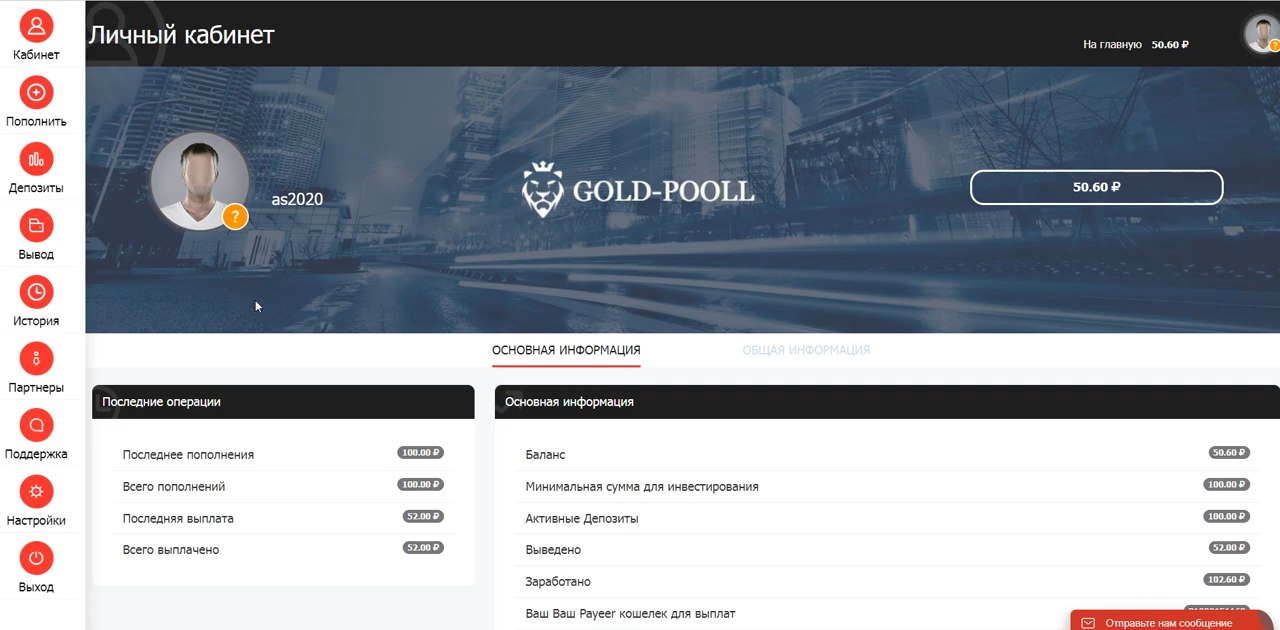 Личный кабинет
На главную 50.60 ₽
?
Кабинет
Пополнить
Депозиты
Вывод
История
Партнеры
Поддержка
Настройки
Выход
as2020
?
GOLD-POOLL
50.60 ₽
ОСНОВНАЯ ИНФОРМАЦИЯ
ОБЩАЯ ИНФОРМАЦИЯ
Последние операции
Последнее пополнения 100.00 ₽
Всего пополнений 100.00 ₽
Последняя выплата 52.00 ₽
Всего выплачено 52.00 ₽
Основная информация
Баланс 50.60 ₽
Минимальная сумма для инвестирования 100.00 ₽
Активные Депозиты 100.00 ₽
Выведено 52.00 ₽
Заработано 102.60 ₽
Ваш Ваш Payeer кошелек для выплат
Отправьте нам сообщение